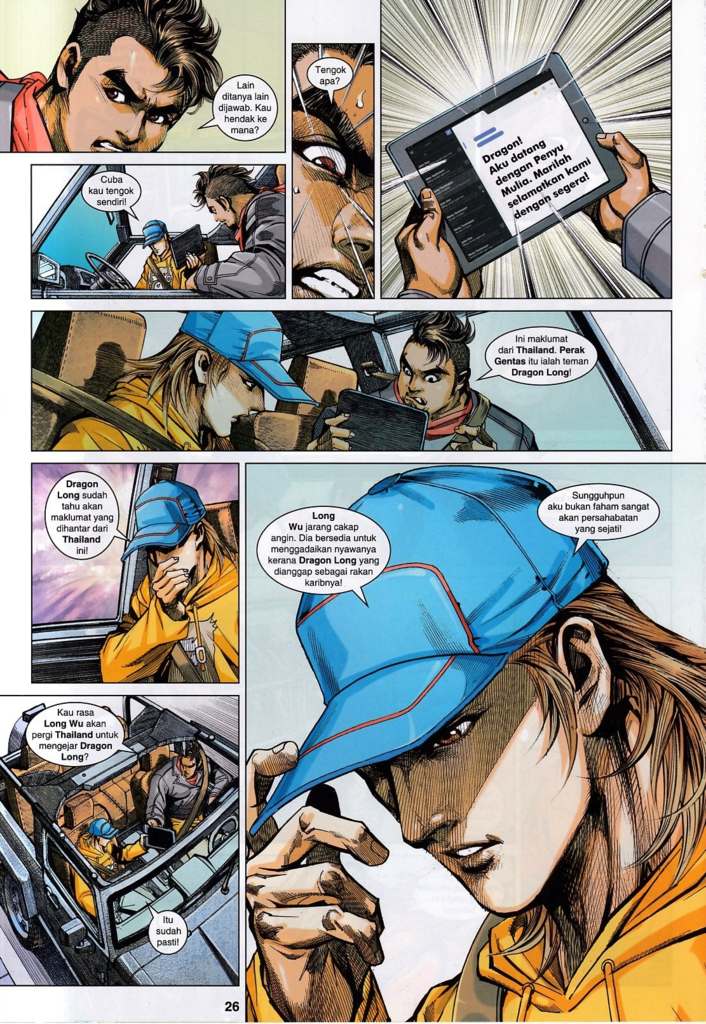 Lain
ditanya lain
dijawab. Kau
hendak ke
mana?
Cuba
kau tengok
sendiri!
Tengok
apa?
Dragon!
Aku datang
dengan Penyu
Mulia. Marilah
selamatkan kami
dengan segera!
Ini maklumat
dari Thailand. Perak
Gentas itu ialah teman
Dragon Long!
Dragon
Long sudah
tahu akan
maklumat yang
dihantar dari
Thailand
ini!
Long
Wu jarang cakap
angin. Dia bersedia untuk
menggadaikan nyawanya
kerana Dragon Long yang
dianggap sebagai rakan
karibnya!
Sungguhpun
aku bukan faham sangat
akan persahabatan
yang sejati!
Kau rasa
Long Wu akan
pergi Thailand untuk
mengejar Dragon
Long?
Itu
sudah
pasti!
26